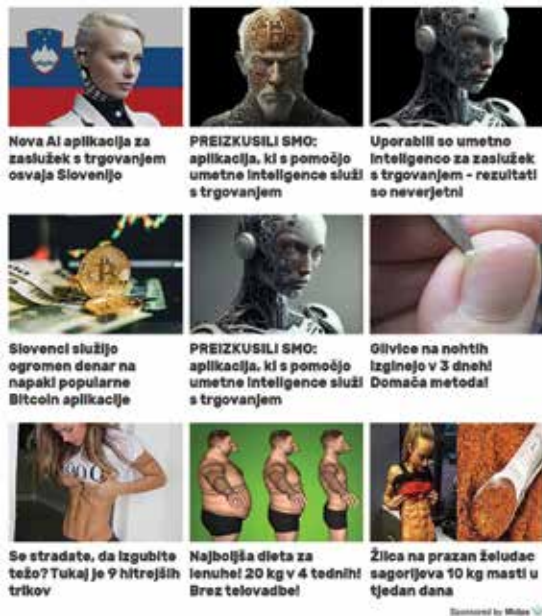 Nova AI aplikacija za
zaslužek s trgovanjem
osvaja Slovenijo
PREIZKUSILI SMO:
aplikacija, ki s pomočjo
umetne inteligence služi
s trgovanjem
Uporabili so umetno
inteligenco za zaslužek
s trgovanjem - rezultati
so neverjetni
Slovenci služijo
ogromen denar na
napaki popularne
Bitcoin aplikacije
PREIZKUSILI SMO:
aplikacija, ki s pomočjo
umetne inteligence služi
s trgovanjem
Glivice na nohtih
izginejo v 3 dneh!
Domača metoda!
Se stradate, da izgubite
težo? Tukaj je 9 hitrejših
trikov
Najboljša dieta za
lenuhe! 20 kg v 4 tednih!
Brez telovadbe!
Žlica na prazan želudac
sagorijeva 10 kg masti u
tjedan dana
Sponsored by Midas